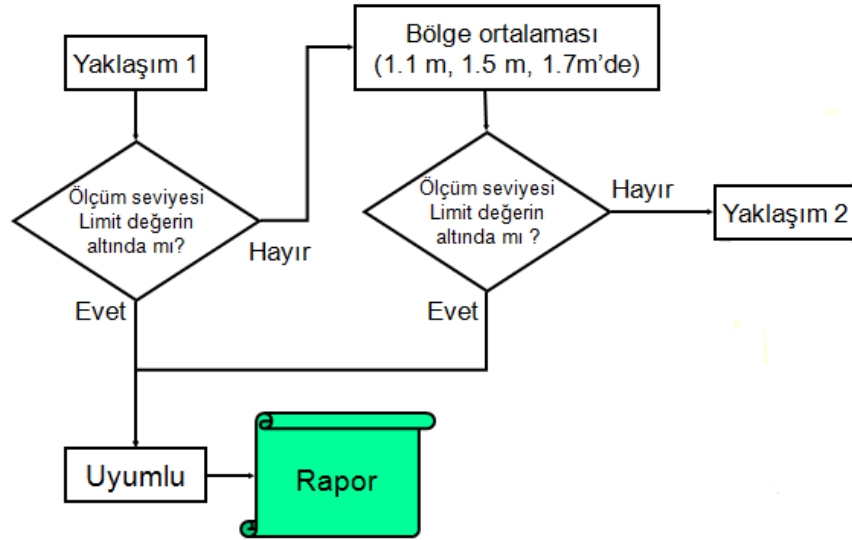 Yaklaşım 1
Bölge ortalaması
(1.1 m, 1.5 m, 1.7m’de)
Ölçüm seviyesi
Limit değerin
altında mı?
Hayır
Evet
Ölçüm seviyesi
Limit değerin
altında mı ?
Hayır
Evet
Yaklaşım 2
Uyumlu
Rapor